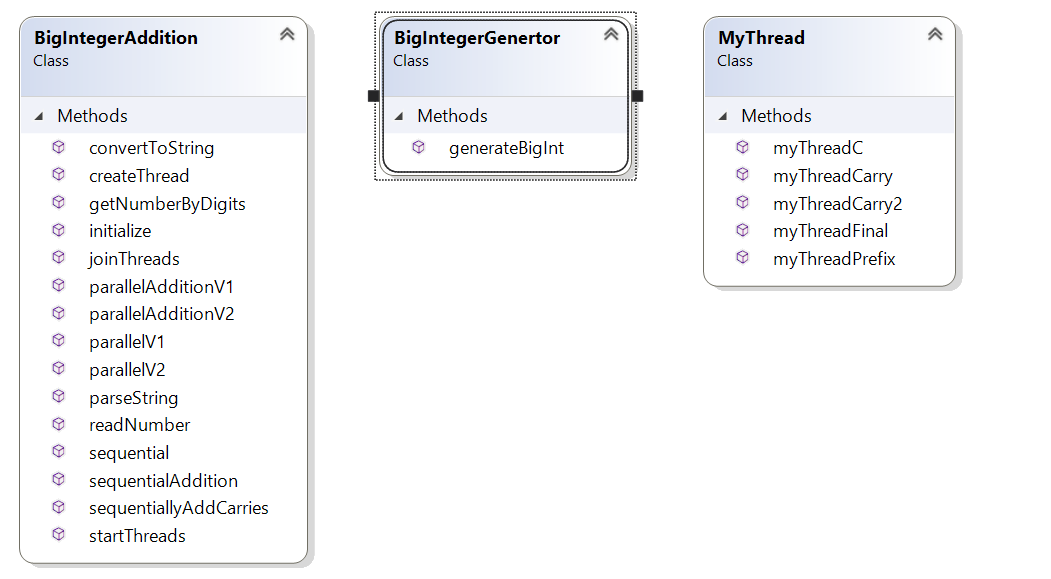 BigIntegerAddition
Class
Methods
convertToString
createThread
getNumberByDigits
initialize
joinThreads
parallelAdditionV1
parallelAdditionV2
parallelV1
parallelV2
parseString
readNumber
sequential
sequentialAddition
sequentiallyAddCarries
startThreads
BigIntegerGenertor
Class
Methods
generateBigInt
MyThread
Class
Methods
myThreadC
myThreadCarry
myThreadCarry2
myThreadFinal
myThreadPrefix